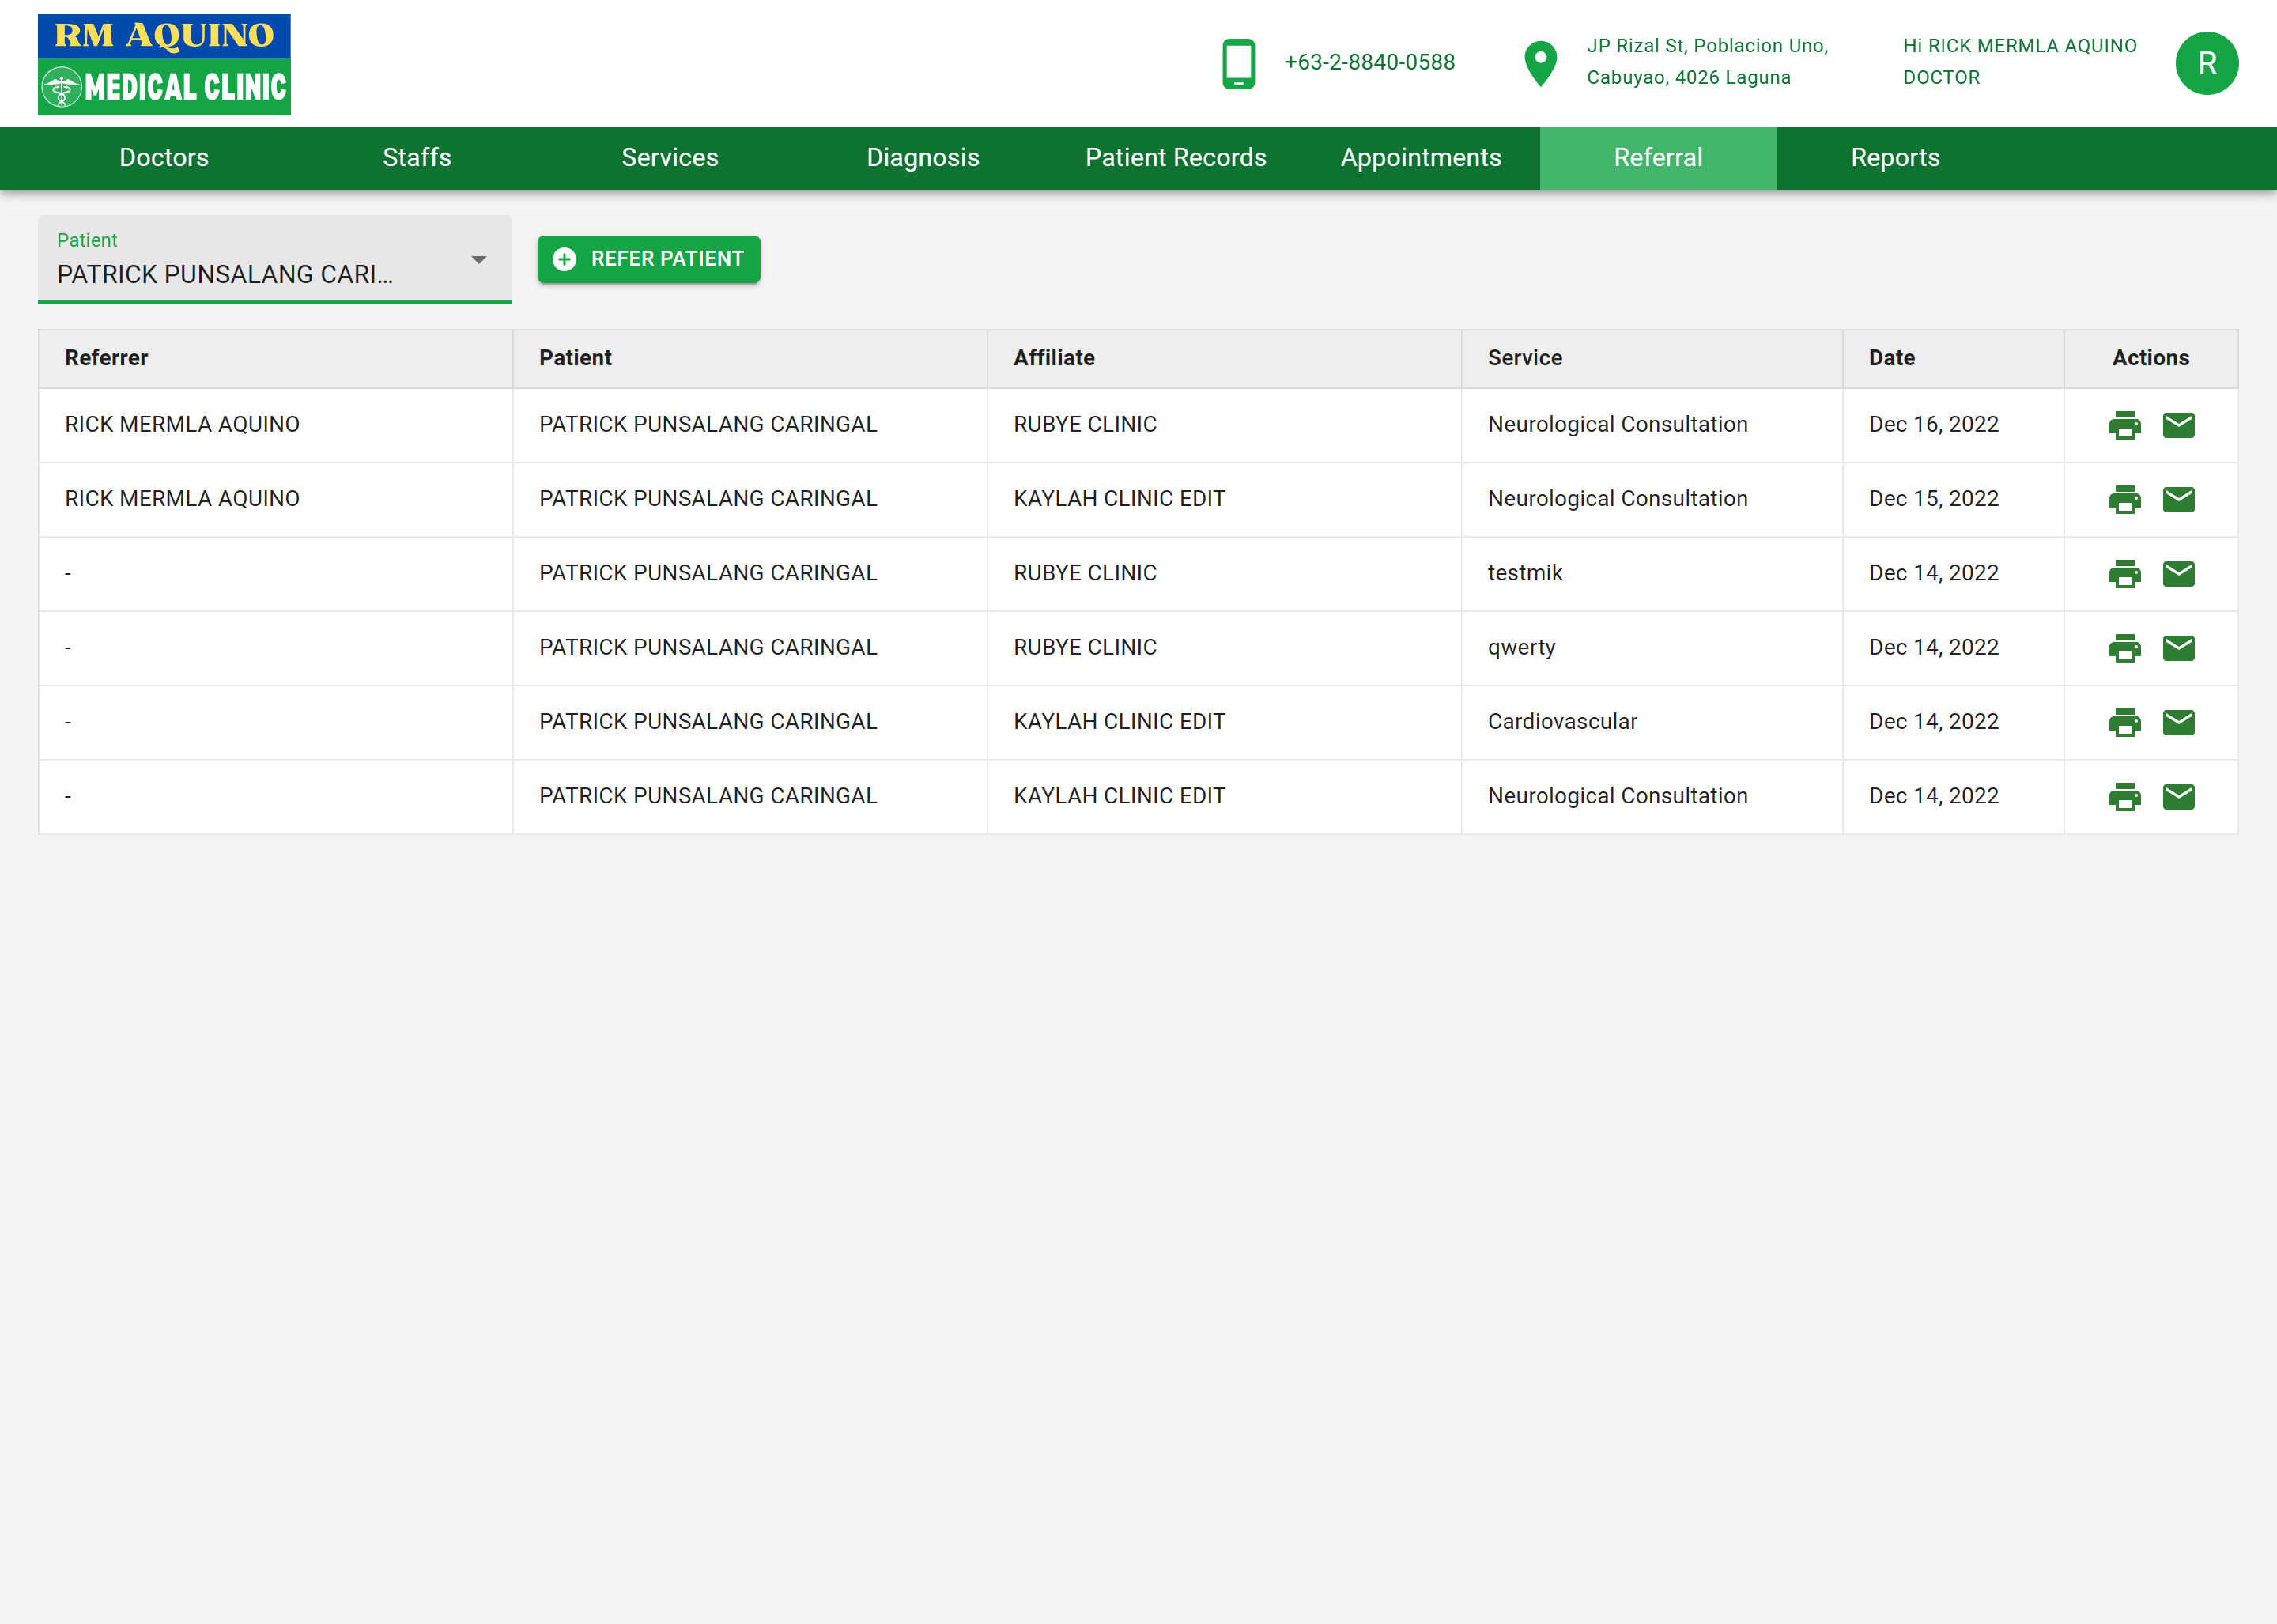 RM AQUINO
MEDICAL CLINIC
+63-2-8840-0588
JP Rizal St, Poblacion Uno,
Cabuyao, 4026 Laguna
Hi RICK MERMLA AQUINO
DOCTOR
R
Doctors Staffs Services Diagnosis Patient Records Appointments Referral Reports
Patient
PATRICK PUNSALANG CARI...
REFER PATIENT
Referrer Patient Affiliate Service Date Actions
RICK MERMLA AQUINO PATRICK PUNSALANG CARINGAL RUBYE CLINIC Neurological Consultation Dec 16, 2022
RICK MERMLA AQUINO PATRICK PUNSALANG CARINGAL KAYLAH CLINIC EDIT Neurological Consultation Dec 15, 2022
- PATRICK PUNSALANG CARINGAL RUBYE CLINIC testmik Dec 14, 2022
- PATRICK PUNSALANG CARINGAL RUBYE CLINIC qwerty Dec 14, 2022
- PATRICK PUNSALANG CARINGAL KAYLAH CLINIC EDIT Cardiovascular Dec 14, 2022
- PATRICK PUNSALANG CARINGAL KAYLAH CLINIC EDIT Neurological Consultation Dec 14, 2022